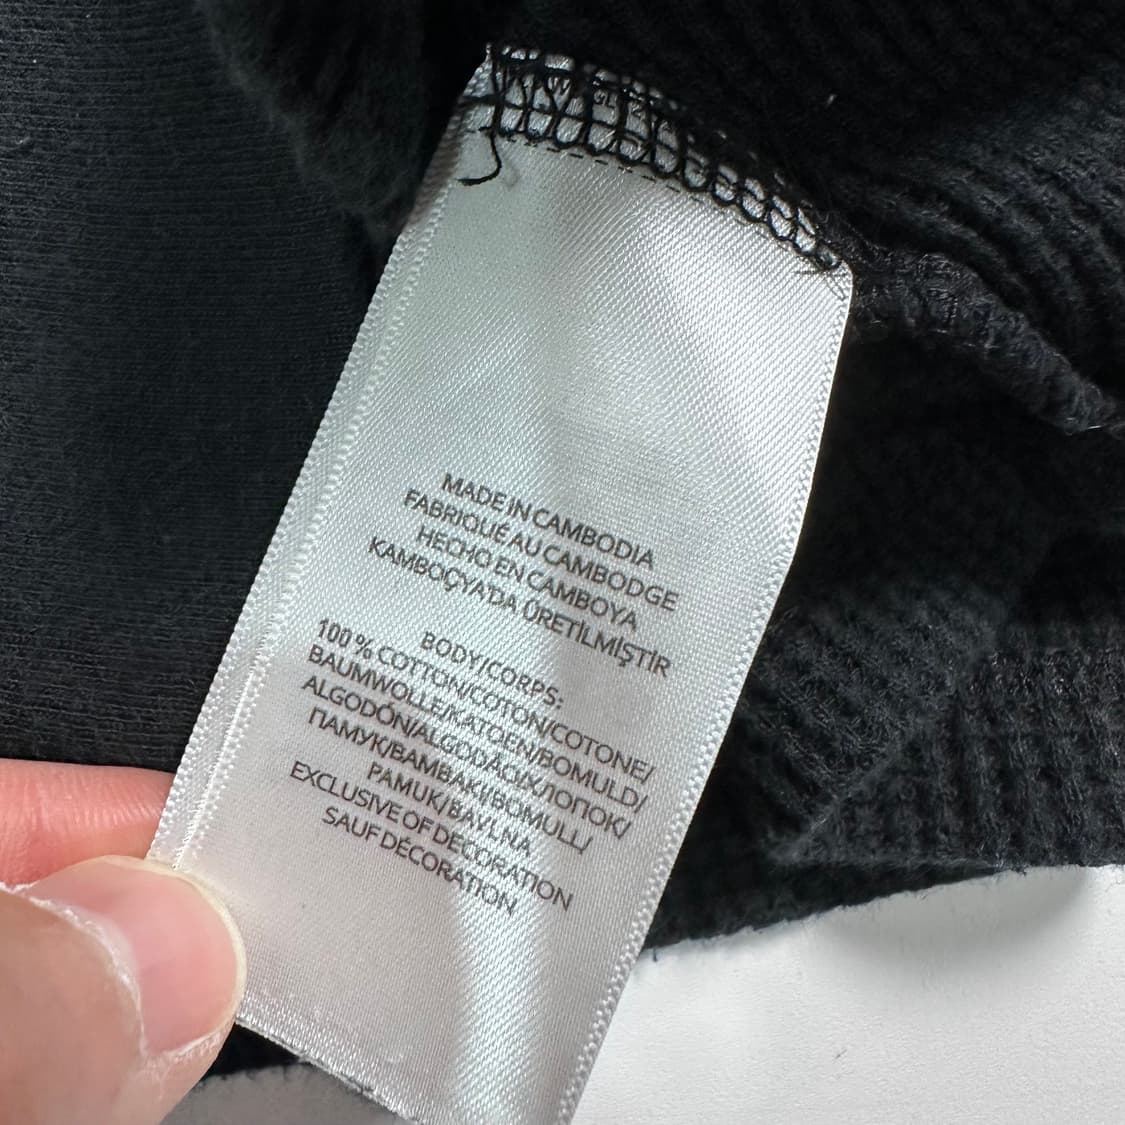 MADE IN CAMBODIA
FABRIQUÉ AU CAMBODGE
HECHO EN CAMBOYA
KAMBOÇYA'DA ÜRETİLMİŞTİR
BODY/CORPS:
100 % COTTON/COTON/COTONE/
BAUMWOLLE/KATOEN/BOMULD/
ALGODÓN/ALGODÃO/ХЛОПОК/
ПАМУК/BAMBAKI/BOMULL/
PAMUK/BAVLNA
EXCLUSIVE OF DECORATION
SAUF DÉCORATION